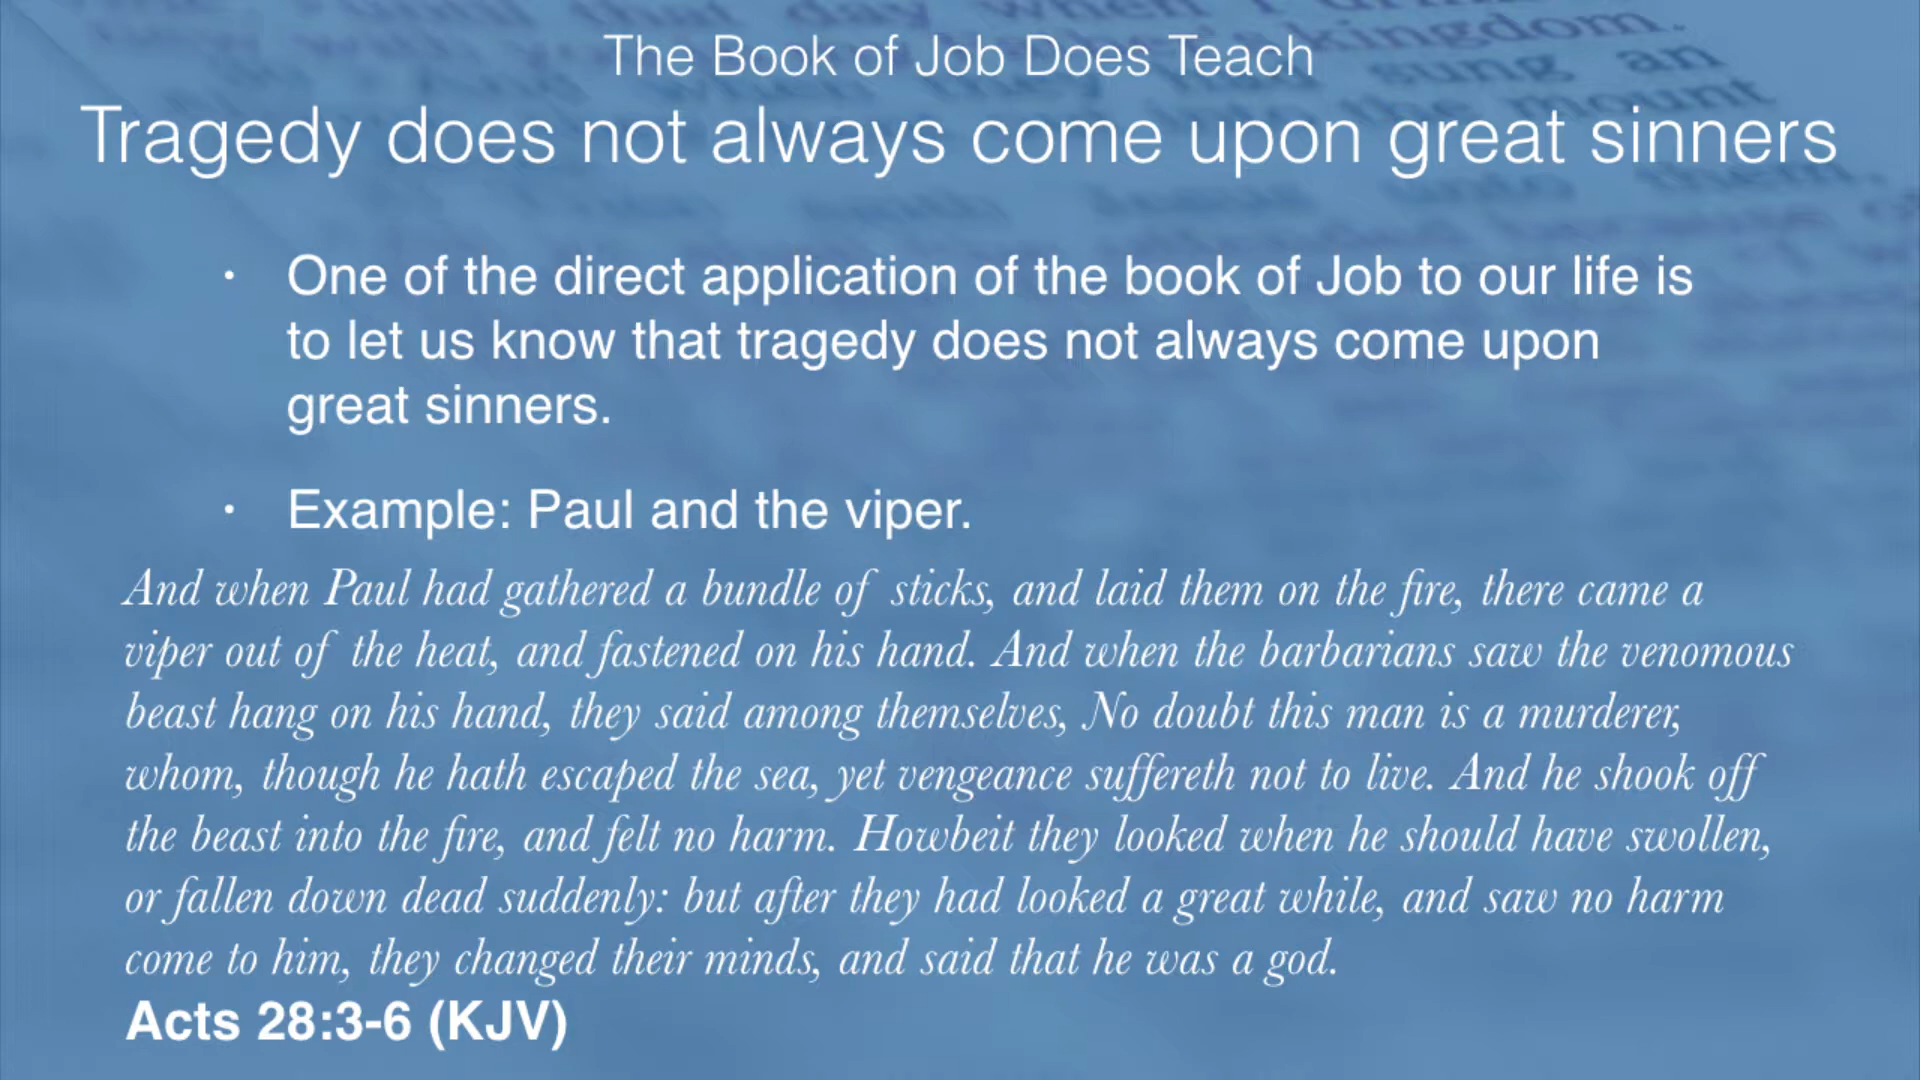 The Book of Job Does Teach
Tragedy does not always come upon great sinners
· One of the direct application of the book of Job to our life is
to let us know that tragedy does not always come upon
great sinners.
· Example: Paul and the viper.
And when Paul had gathered a bundle of sticks, and laid them on the fire, there came a
viper out of the heat, and fastened on his hand. And when the barbarians saw the venomous
beast hang on his hand, they said among themselves, No doubt this man is a murderer,
whom, though he hath escaped the sea, yet vengeance suffereth not to live. And he shook off
the beast into the fire, and felt no harm. Howbeit they looked when he should have swollen,
or fallen down dead suddenly: but after they had looked a great while, and saw no harm
come to him, they changed their minds, and said that he was a god.
Acts 28:3-6 (KJV)